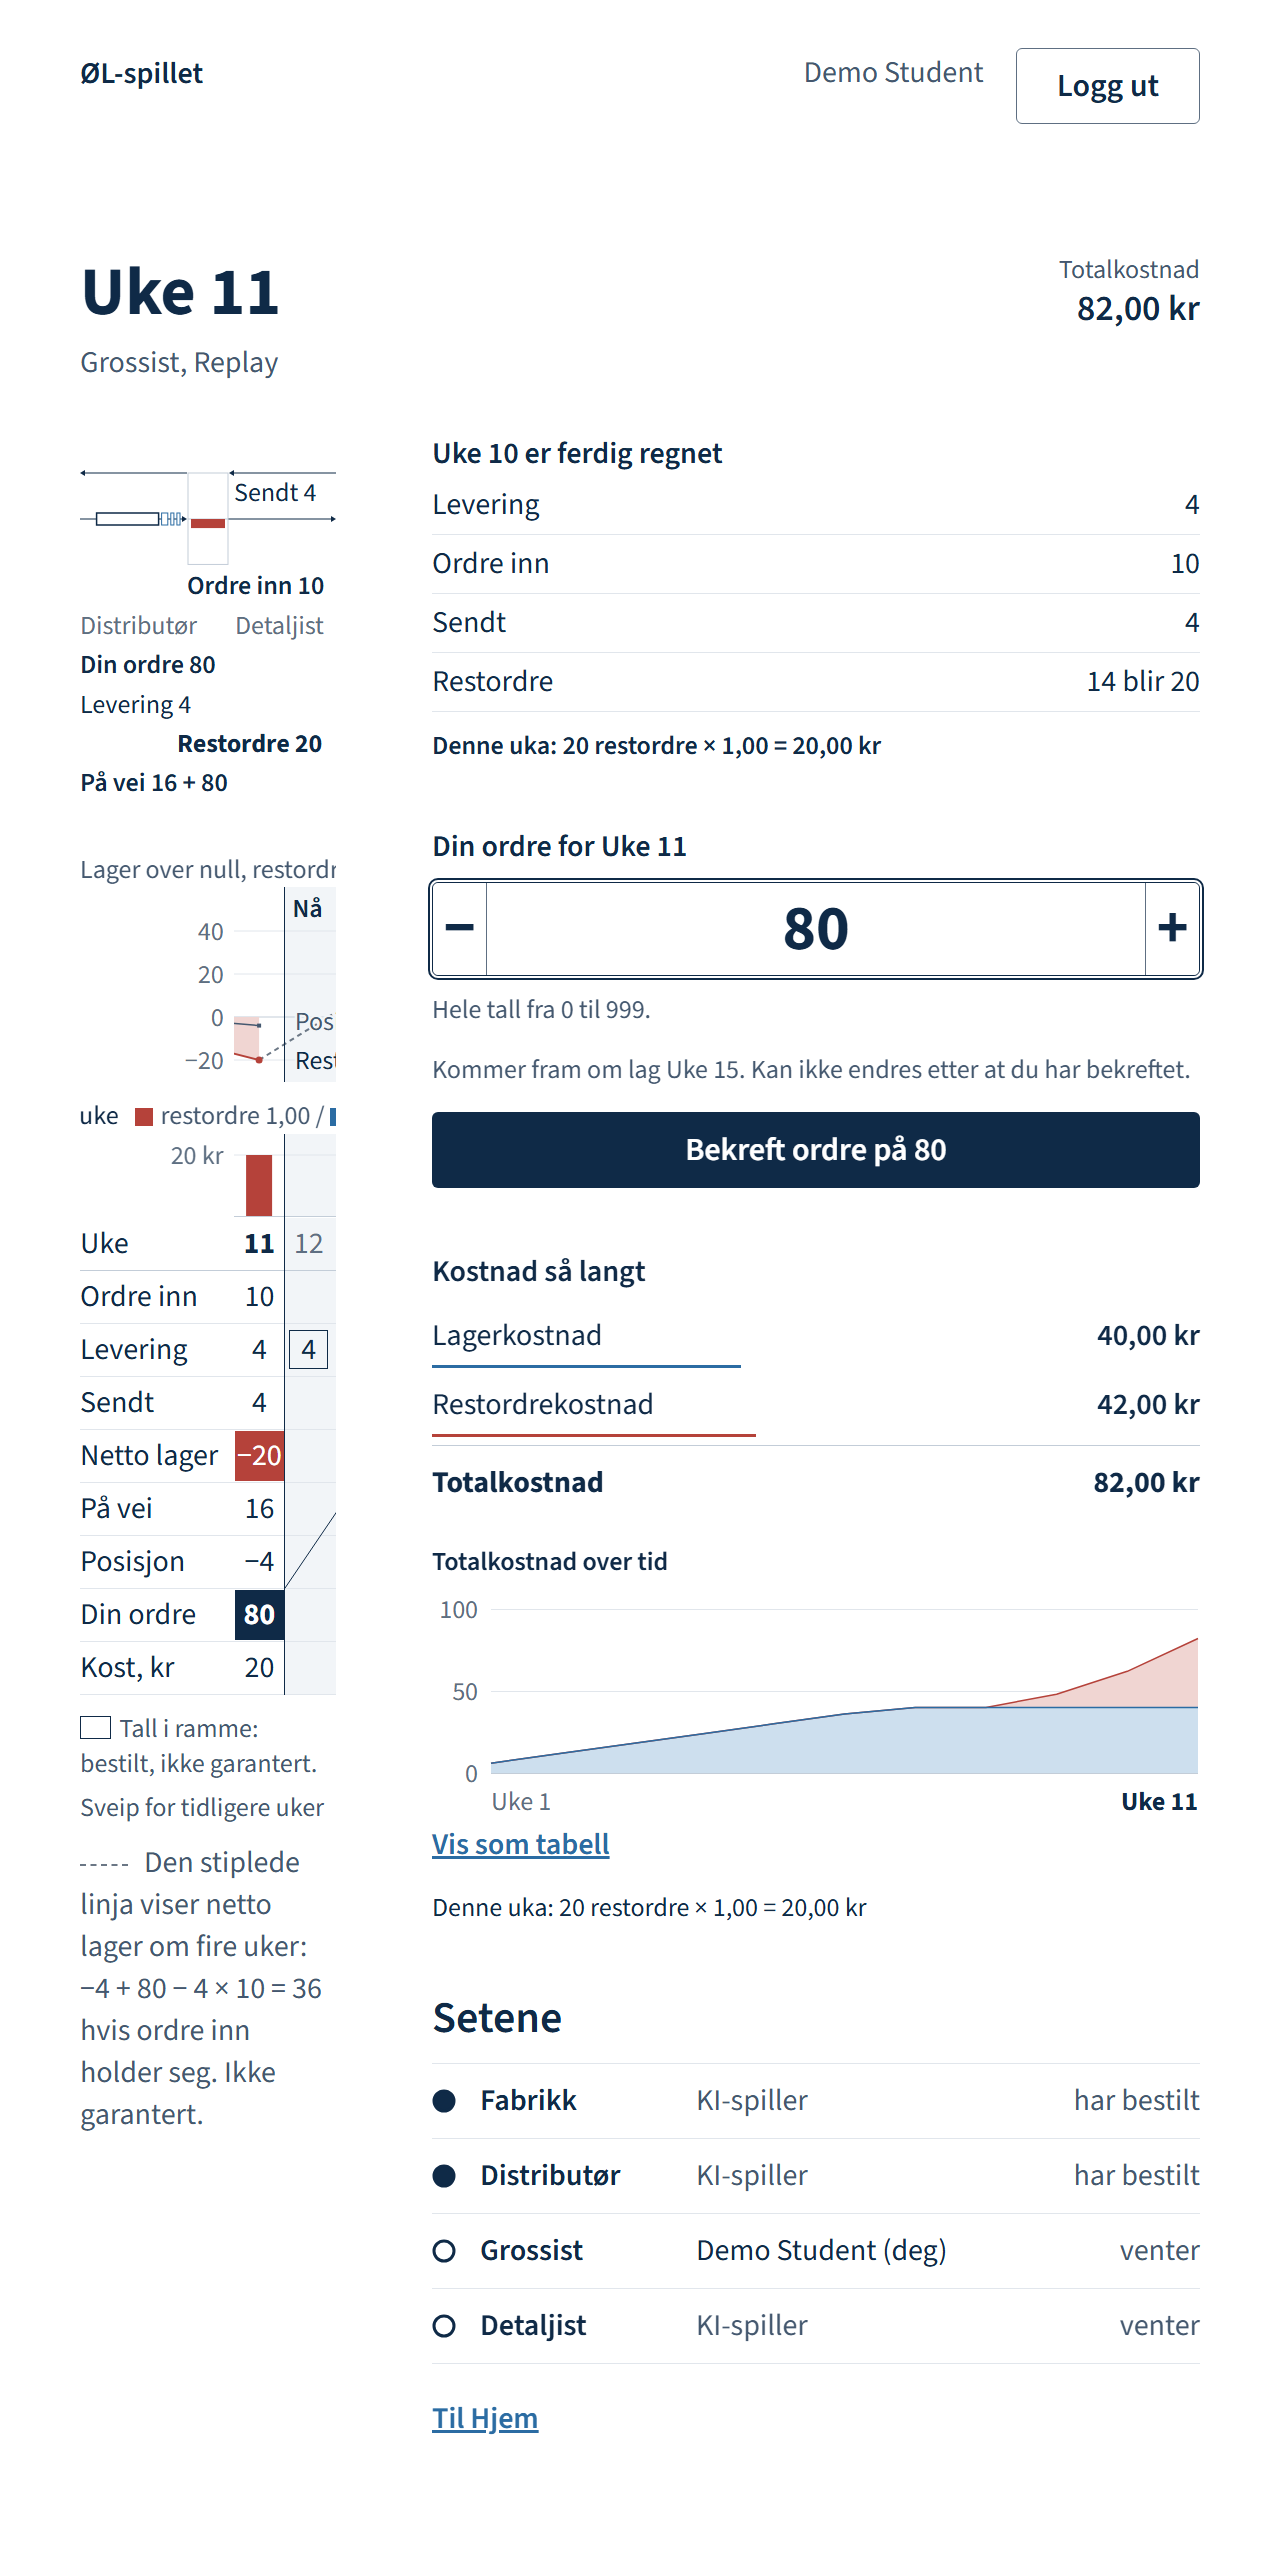 ØL-spillet
Demo Student
Logg ut
Uke 11
Grossist, Replay
Totalkostnad
82,00 kr
Sendt 4
Ordre inn 10
Distributør Detaljist
Din ordre 80
Levering 4
Restordre 20
På vei 16 + 80
Lager over null, restordr
Nå
40
20
0
−20
Pos
Rest
uke restordre 1,00 /
20 kr
Uke 11 12
Ordre inn 10
Levering 4 4
Sendt 4
Netto lager −20
På vei 16
Posisjon −4
Din ordre 80
Kost, kr 20
Tall i ramme:
bestilt, ikke garantert.
Sveip for tidligere uker
Den stiplede
linja viser netto
lager om fire uker:
−4 + 80 − 4 × 10 = 36
hvis ordre inn
holder seg. Ikke
garantert.
Uke 10 er ferdig regnet
Levering 4
Ordre inn 10
Sendt 4
Restordre 14 blir 20
Denne uka: 20 restordre × 1,00 = 20,00 kr
Din ordre for Uke 11
− 80 +
Hele tall fra 0 til 999.
Kommer fram om lag Uke 15. Kan ikke endres etter at du har bekreftet.
Bekreft ordre på 80
Kostnad så langt
Lagerkostnad 40,00 kr
Restordrekostnad 42,00 kr
Totalkostnad 82,00 kr
Totalkostnad over tid
100
50
0
Uke 1 Uke 11
Vis som tabell
Denne uka: 20 restordre × 1,00 = 20,00 kr
Setene
Fabrikk KI-spiller har bestilt
Distributør KI-spiller har bestilt
Grossist Demo Student (deg) venter
Detaljist KI-spiller venter
Til Hjem